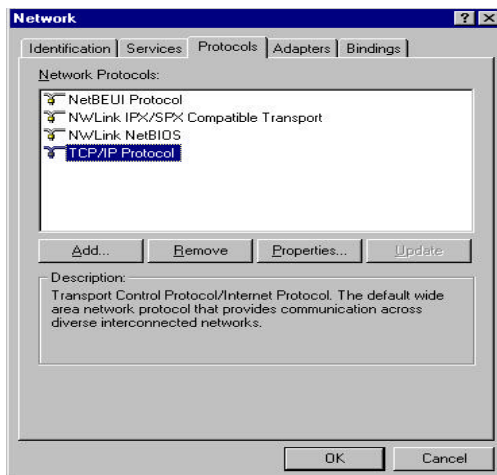 Network
Identification Services Protocols Adapters Bindings
Network Protocols:
NetBEUI Protocol
NWLink IPX/SPX Compatible Transport
NWLink NetBIOS
TCP/IP Protocol
Add... Remove Properties... Update
Description:
Transport Control Protocol/Internet Protocol. The default wide
area network protocol that provides communication across
diverse interconnected networks.
OK Cancel